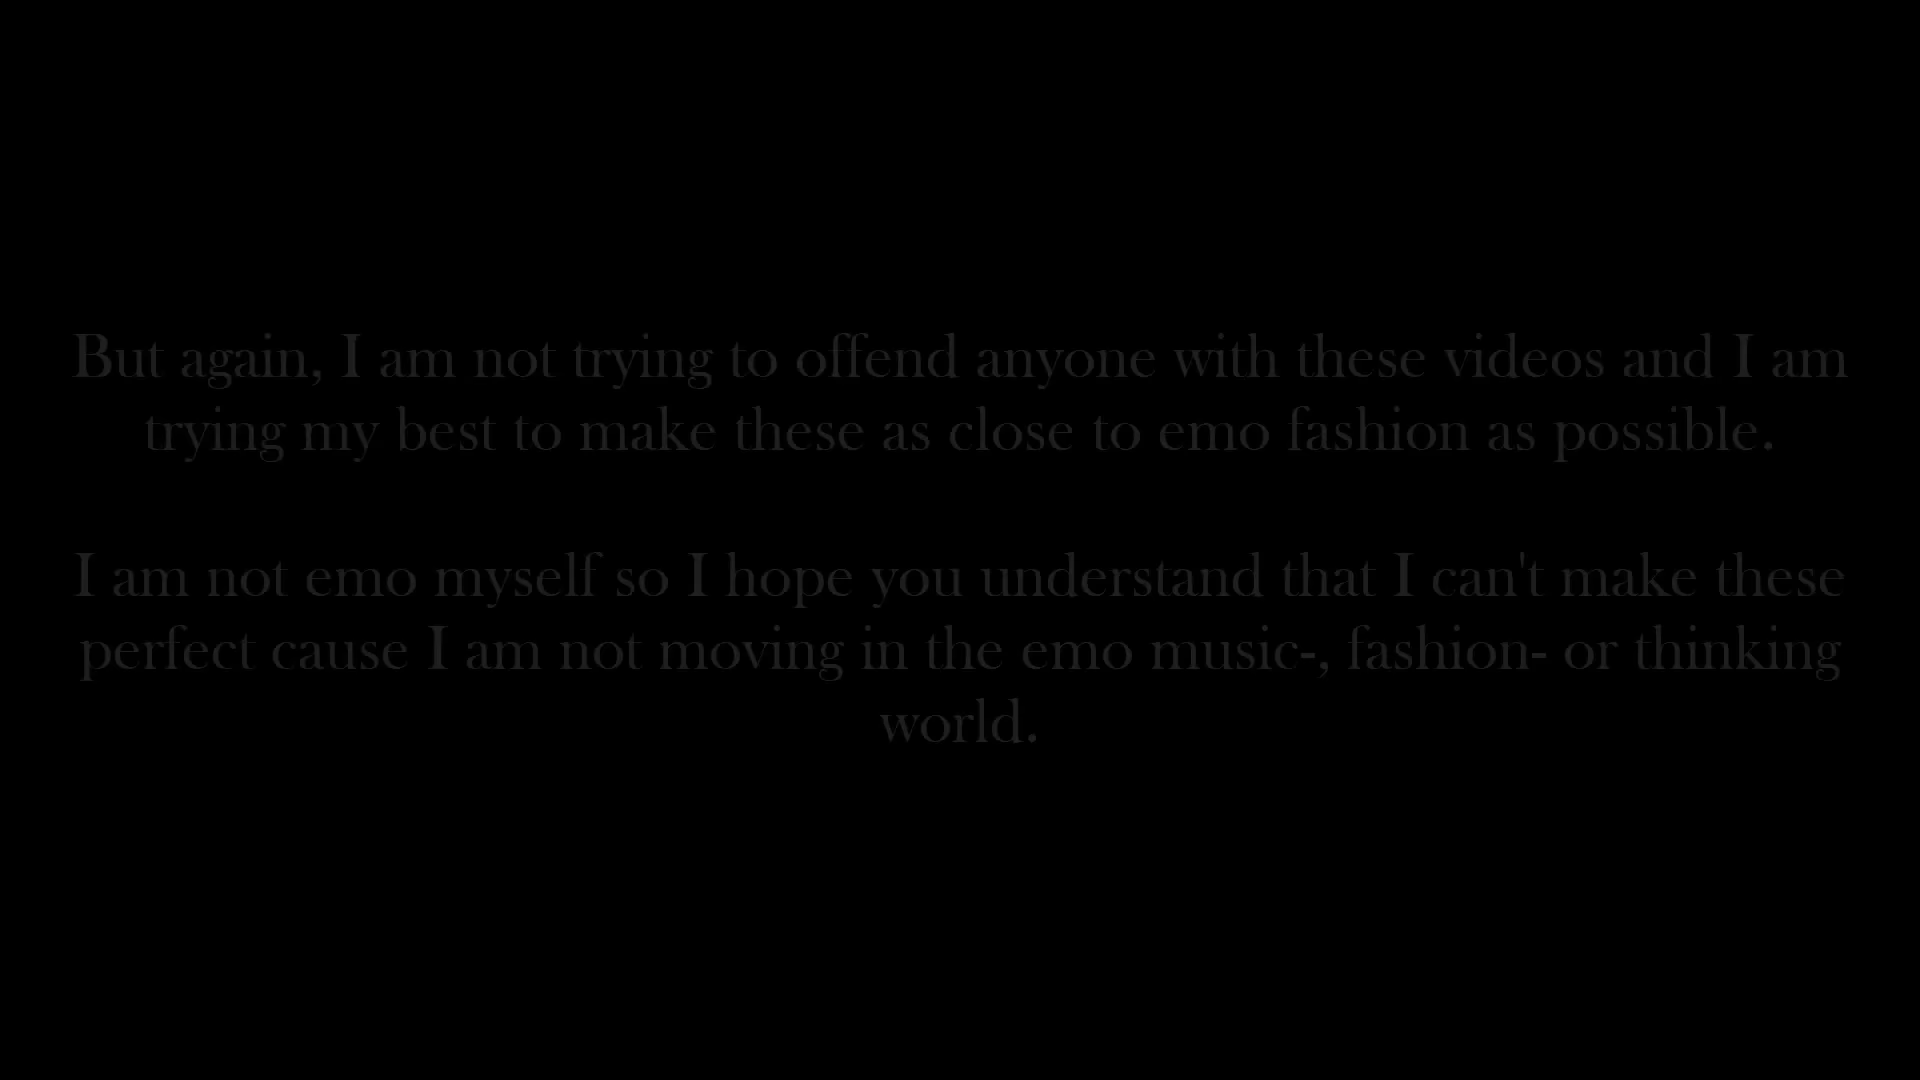 But again, I am not trying to offend anyone with these videos and I am
trying my best to make these as close to emo fashion as possible.
I am not emo myself so I hope you understand that I can't make these
perfect cause I am not moving in the emo music-, fashion- or thinking
world.